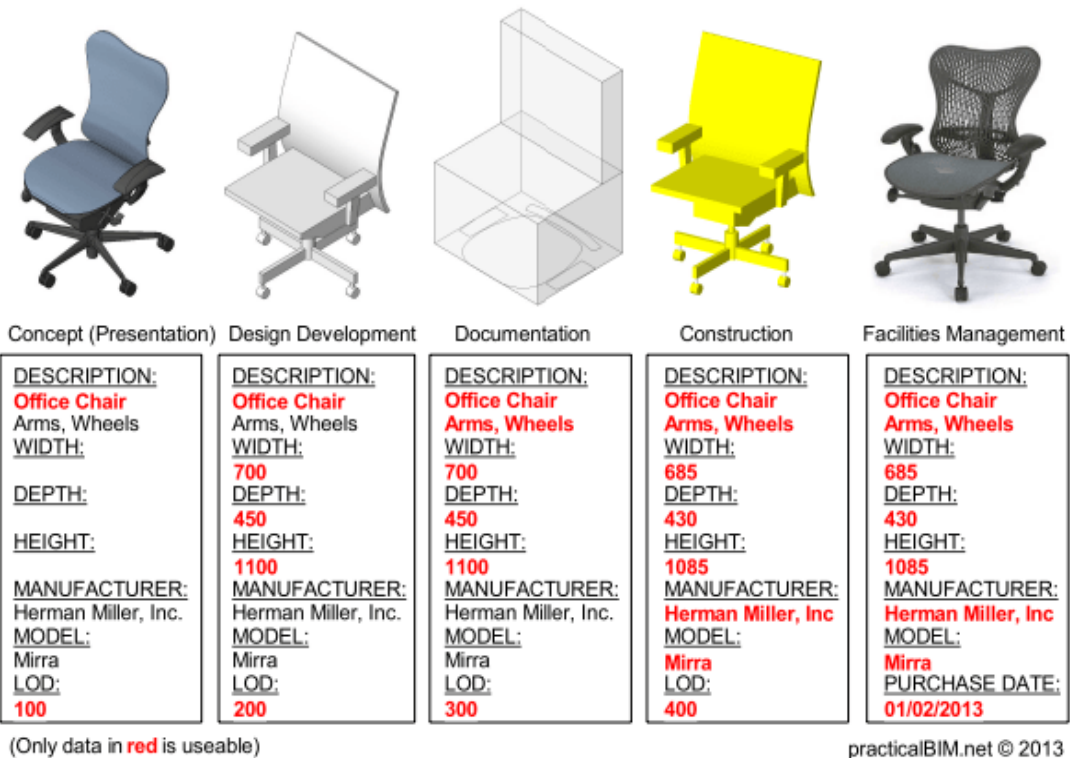 Concept (Presentation)
DESCRIPTION:
Office Chair
Arms, Wheels
WIDTH:
DEPTH:
HEIGHT:
MANUFACTURER:
Herman Miller, Inc.
MODEL:
Mirra
LOD:
100
Design Development
DESCRIPTION:
Office Chair
Arms, Wheels
WIDTH:
700
DEPTH:
450
HEIGHT:
1100
MANUFACTURER:
Herman Miller, Inc.
MODEL:
Mirra
LOD:
200
Documentation
DESCRIPTION:
Office Chair
Arms, Wheels
WIDTH:
700
DEPTH:
450
HEIGHT:
1100
MANUFACTURER:
Herman Miller, Inc.
MODEL:
Mirra
LOD:
300
Construction
DESCRIPTION:
Office Chair
Arms, Wheels
WIDTH:
685
DEPTH:
430
HEIGHT:
1085
MANUFACTURER:
Herman Miller, Inc
MODEL:
Mirra
LOD:
400
Facilities Management
DESCRIPTION:
Office Chair
Arms, Wheels
WIDTH:
685
DEPTH:
430
HEIGHT:
1085
MANUFACTURER:
Herman Miller, Inc
MODEL:
Mirra
PURCHASE DATE:
01/02/2013
(Only data in red is useable)
practicalBIM.net © 2013